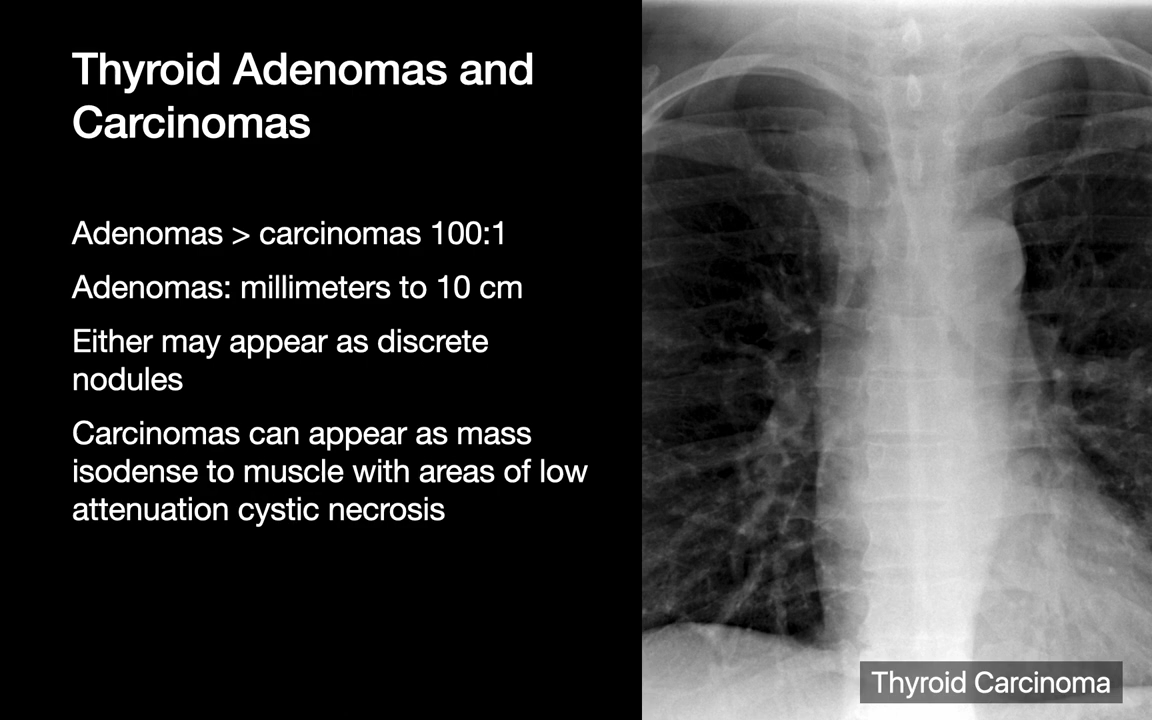 Thyroid Adenomas and
Carcinomas
Adenomas > carcinomas 100:1
Adenomas: millimeters to 10 cm
Either may appear as discrete
nodules
Carcinomas can appear as mass
isodense to muscle with areas of low
attenuation cystic necrosis
Thyroid Carcinoma